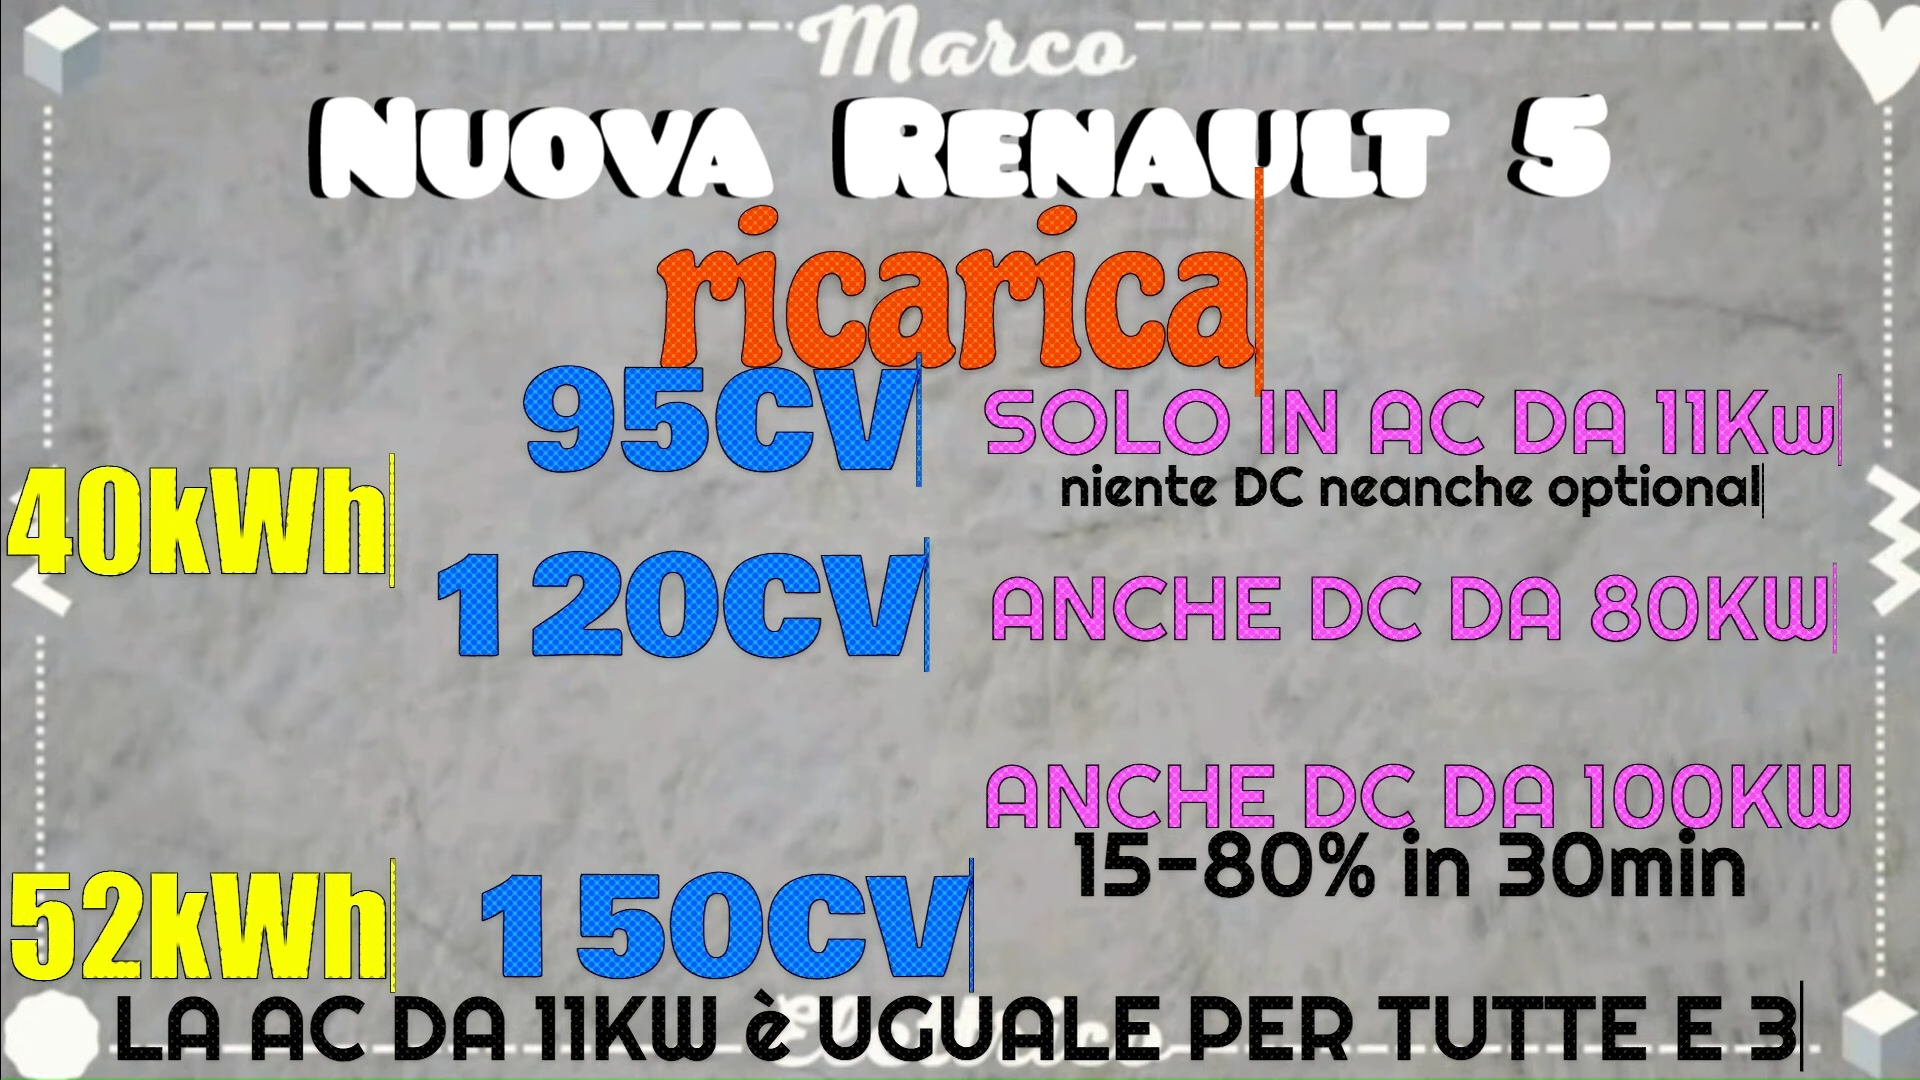 Marco
NUOVA RENAULT 5
ricarica
95CV
SOLO IN AC DA 11Kw
niente DC neanche optional
40kWh
120CV
ANCHE DC DA 80KW
ANCHE DC DA 100KW
15-80% in 30min
52kWh
150CV
LA AC DA 11KW è UGUALE PER TUTTE E 3